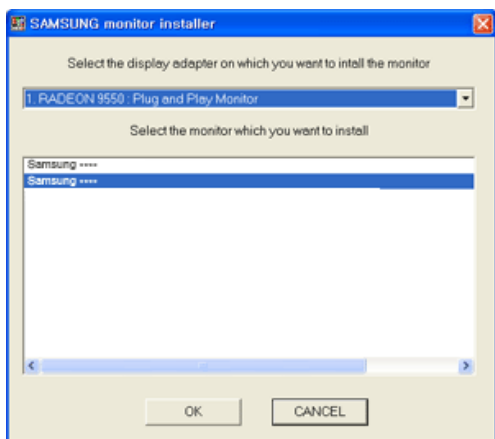 SAMSUNG monitor installer
Select the display adapter on which you want to intall the monitor
1. RADEON 9550 : Plug and Play Monitor
Select the monitor which you want to install
Samsung ----
Samsung ----
OK
CANCEL